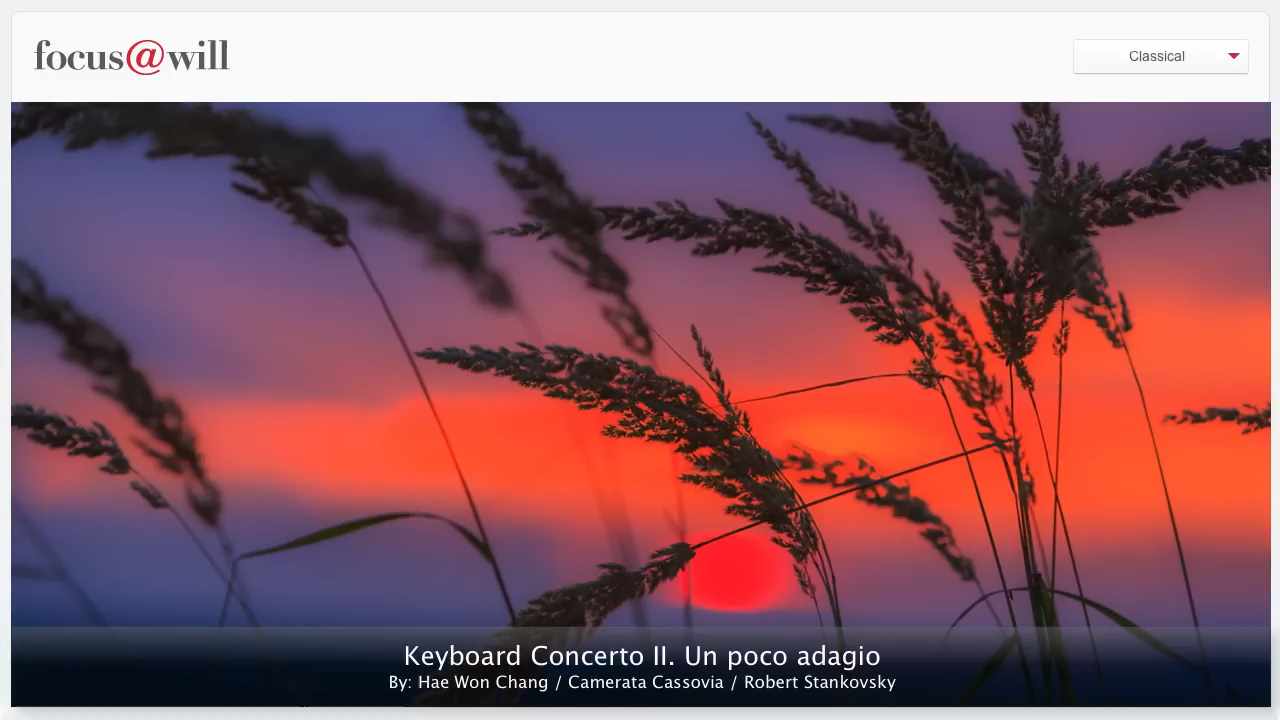 focus@will
Classical
Keyboard Concerto II. Un poco adagio
By: Hae Won Chang / Camerata Cassovia / Robert Stankovsky